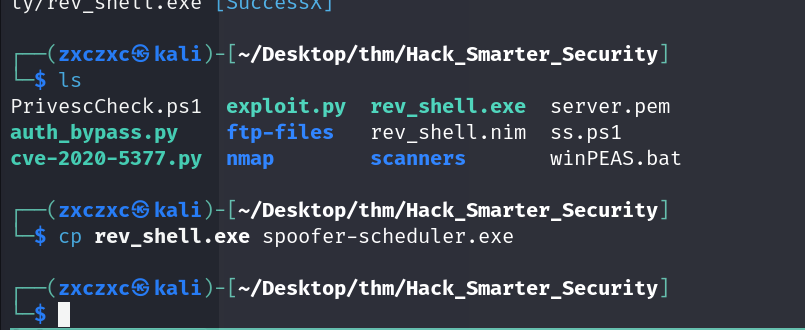 ty/rev_shell.exe [SuccessX]
┌──(zxczxc㉿kali)-[~/Desktop/thm/Hack_Smarter_Security]
└─$ ls
PrivescCheck.ps1  exploit.py  rev_shell.exe  server.pem
auth_bypass.py  ftp-files  rev_shell.nim  ss.ps1
cve-2020-5377.py  nmap  scanners  winPEAS.bat
┌──(zxczxc㉿kali)-[~/Desktop/thm/Hack_Smarter_Security]
└─$ cp rev_shell.exe spoofer-scheduler.exe
┌──(zxczxc㉿kali)-[~/Desktop/thm/Hack_Smarter_Security]
└─$